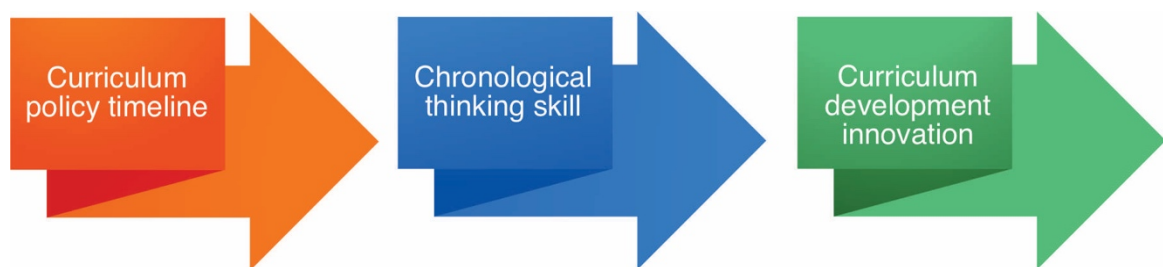 Curriculum
policy timeline
Chronological
thinking skill
Curriculum
development
innovation